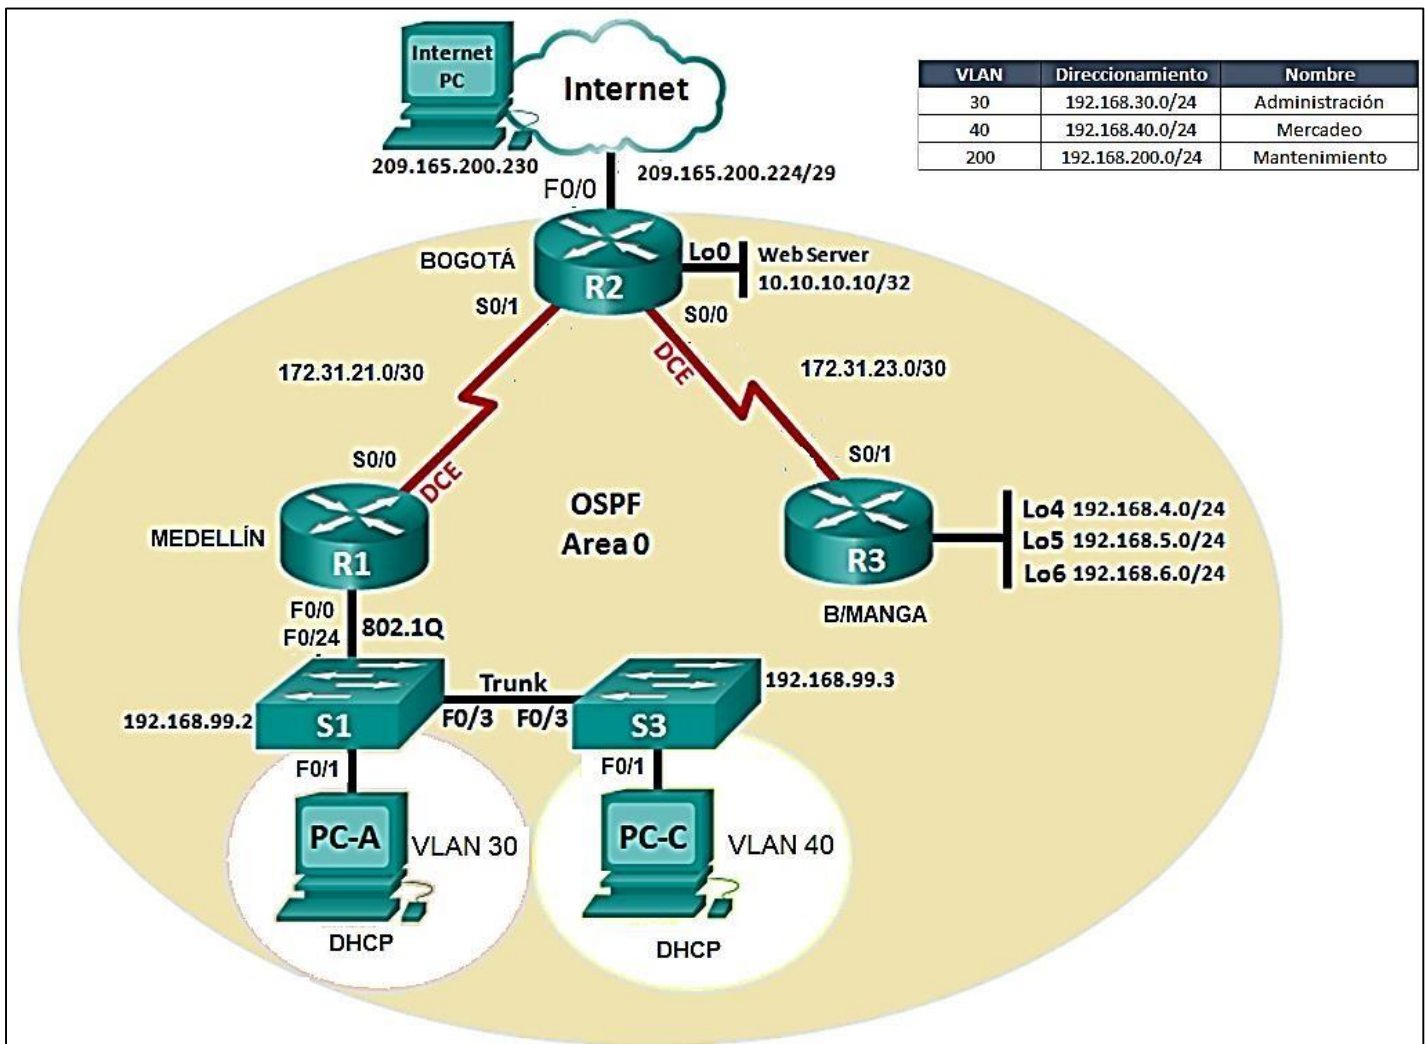 Internet
PC
Internet
209.165.200.230
209.165.200.224/29
F0/0
VLAN Direccionamiento Nombre
30 192.168.30.0/24 Administración
40 192.168.40.0/24 Mercadeo
200 192.168.200.0/24 Mantenimiento
BOGOTÁ
R2
Lo0
Web Server
10.10.10.10/32
S0/1
S0/0
DCE
172.31.21.0/30
172.31.23.0/30
S0/0
DCE
S0/1
OSPF
Area 0
MEDELLÍN
R1
R3
B/MANGA
Lo4 192.168.4.0/24
Lo5 192.168.5.0/24
Lo6 192.168.6.0/24
F0/0
F0/24
802.1Q
Trunk
192.168.99.3
192.168.99.2
S1
F0/3
F0/3
S3
F0/1
F0/1
PC-A
VLAN 30
PC-C
VLAN 40
DHCP
DHCP